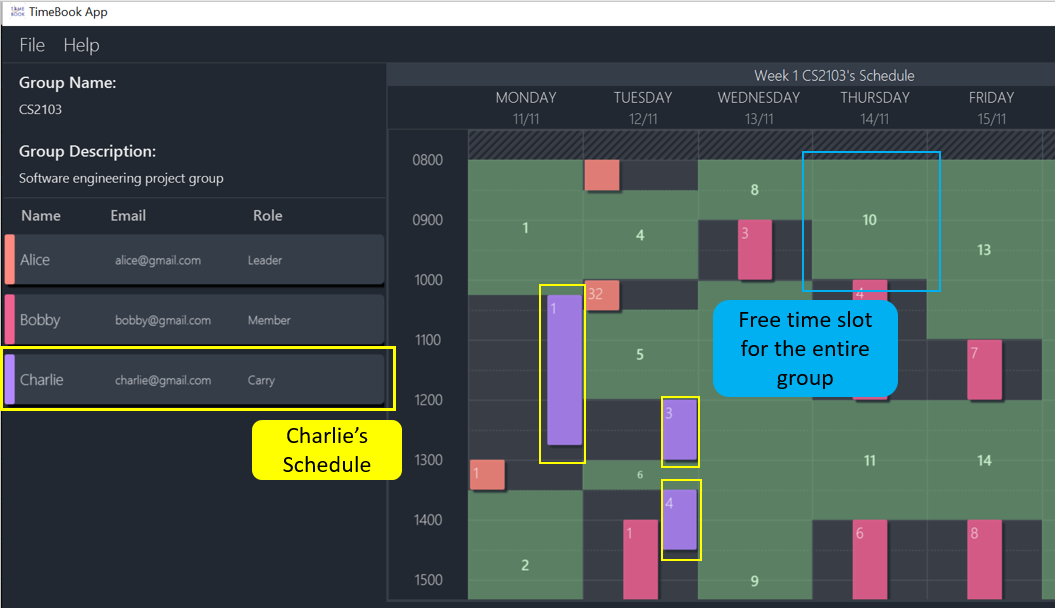 TIME
BOOK
TimeBook App
File Help
Group Name:
CS2103
Group Description:
Software engineering project group
Name Email Role
Alice alice@gmail.com Leader
Bobby bobby@gmail.com Member
Charlie charlie@gmail.com Carry
Charlie's
Schedule
Week 1 CS2103's Schedule
MONDAY TUESDAY WEDNESDAY THURSDAY FRIDAY
11/11 12/11 13/11 14/11 15/11
0800
8
0900
1 4 3 10 13
1000
1 32 4
Free time slot
for the entire
group
1100
5 7
1200
3
1300
1 6 11 14
4
1400
1 6 8
2 9
1500